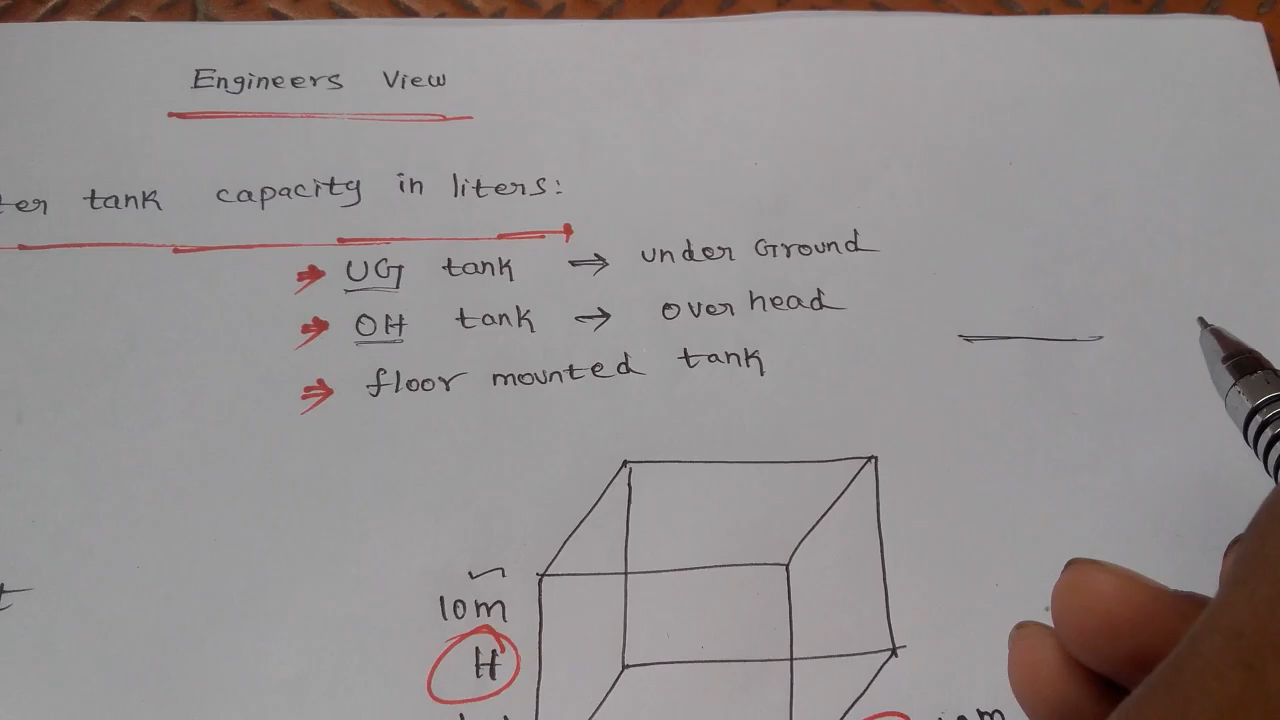 Engineers View
ter tank capacity in liters:
⇒ UG tank ⇒ under Ground
⇒ OH tank → over head
⇒ floor mounted tank
10m
H